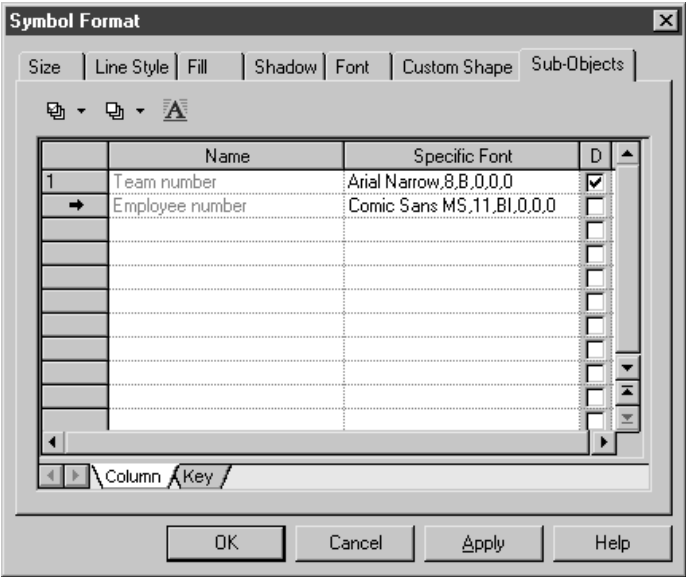 Symbol Format
Size Line Style Fill Shadow Font Custom Shape Sub-Objects
A
Name Specific Font D
1 Team number Arial Narrow,8,B,0,0,0
Employee number Comic Sans MS,11,BI,0,0,0
Column Key
OK Cancel Apply Help